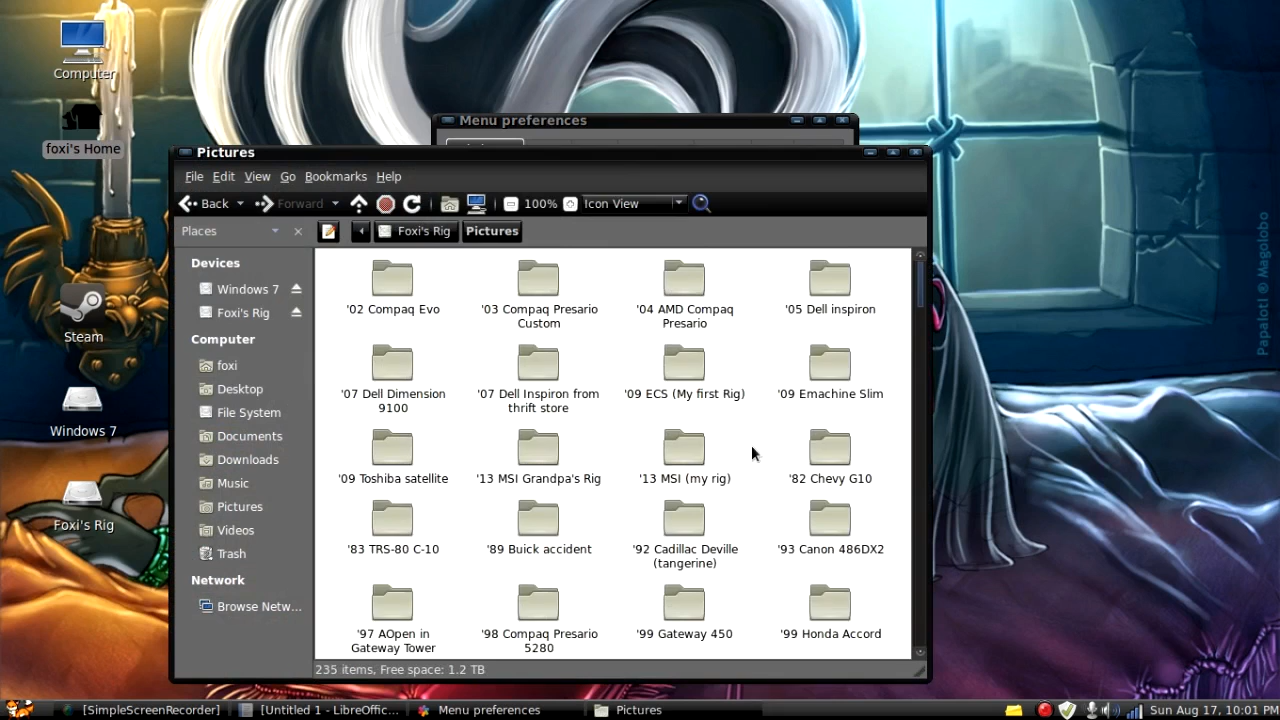 Computer
foxi's Home
Steam
Windows 7
Foxi's Rig
Menu preferences
Pictures
File Edit View Go Bookmarks Help
Back Forward 100% Icon View
Places Foxi's Rig Pictures
Devices
Windows 7
Foxi's Rig
Computer
foxi
Desktop
File System
Documents
Downloads
Music
Pictures
Videos
Trash
Network
Browse Netw...
'02 Compaq Evo
'03 Compaq Presario
Custom
'04 AMD Compaq
Presario
'05 Dell inspiron
'07 Dell Dimension
9100
'07 Dell Inspiron from
thrift store
'09 ECS (My first Rig)
'09 Emachine Slim
'09 Toshiba satellite
'13 MSI Grandpa's Rig
'13 MSI (my rig)
'82 Chevy G10
'83 TRS-80 C-10
'89 Buick accident
'92 Cadillac Deville
(tangerine)
'93 Canon 486DX2
'97 AOpen in
Gateway Tower
'98 Compaq Presario
5280
'99 Gateway 450
'99 Honda Accord
235 items, Free space: 1.2 TB
Papalotl ® Magolobo
[SimpleScreenRecorder] [Untitled 1 - LibreOffic... Menu preferences Pictures Sun Aug 17, 10:01 PM